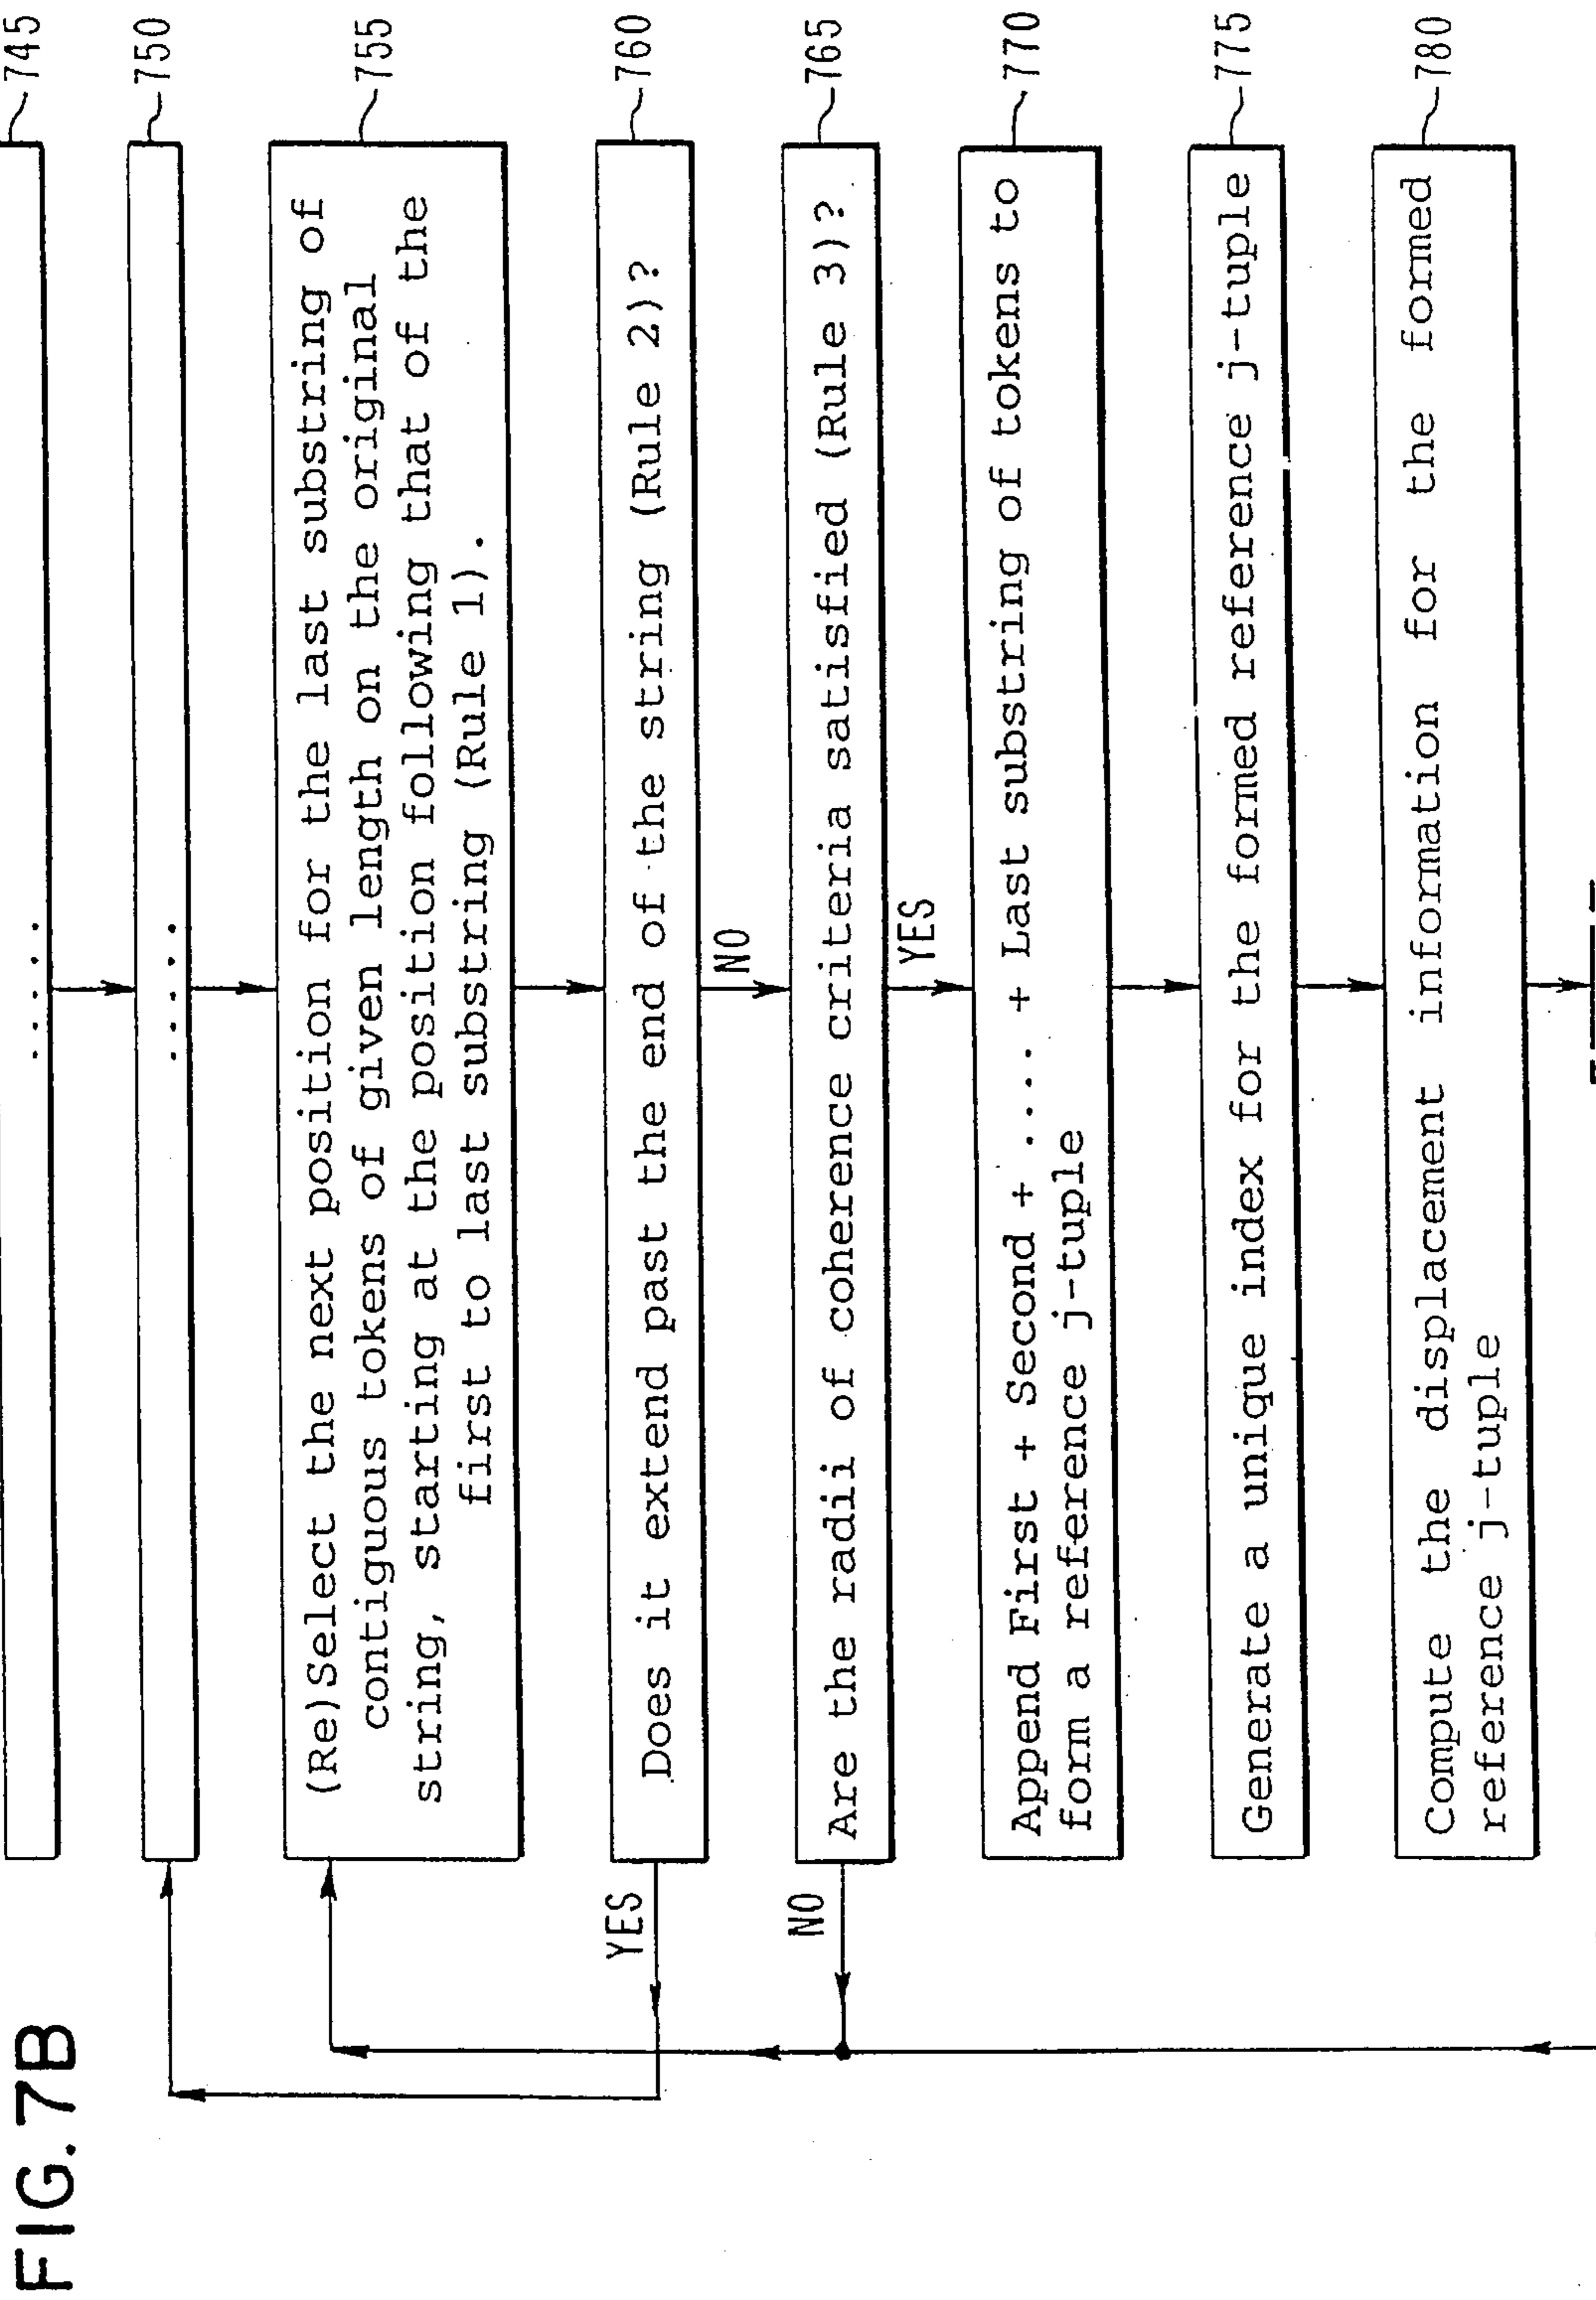 FIG.7B
..... 745
.... 750
(Re)Select the next position for the last substring of
contiguous tokens of given length on the original
string, starting at the position following that of the
first to last substring (Rule 1).
755
Does it extend past the end of the string (Rule 2)?
760
YES
NO
Are the radii of coherence criteria satisfied (Rule 3)?
765
NO
YES
Append First + Second + ..... + Last substring of tokens to
form a reference j-tuple
770
Generate a unique index for the formed reference j-tuple
775
Compute the displacement information for the formed
reference j-tuple
780